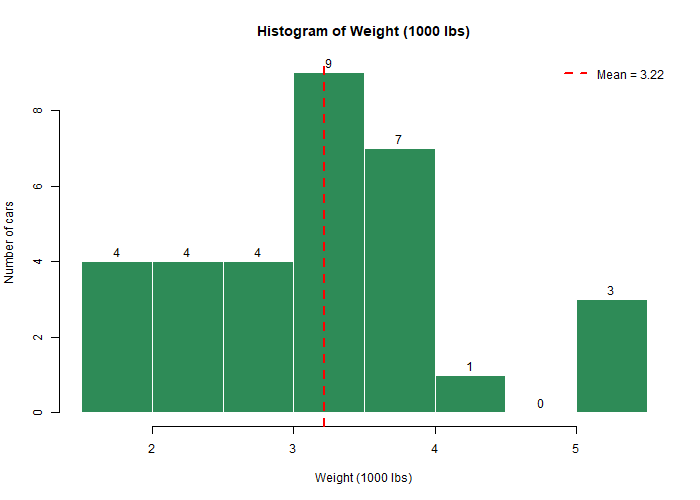 Histogram of Weight (1000 lbs)
Mean = 3.22
9
7
4 4 4
3
1
0
Number of cars
0 2 4 6 8
2 3 4 5
Weight (1000 lbs)